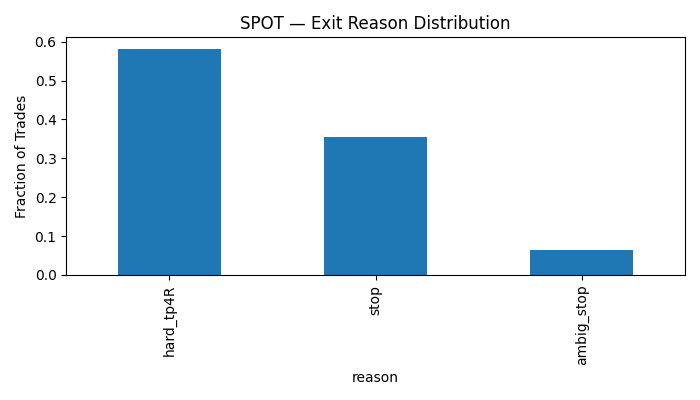 SPOT — Exit Reason Distribution
Fraction of Trades
0.6
0.5
0.4
0.3
0.2
0.1
0.0
hard_tp4R
stop
ambig_stop
reason